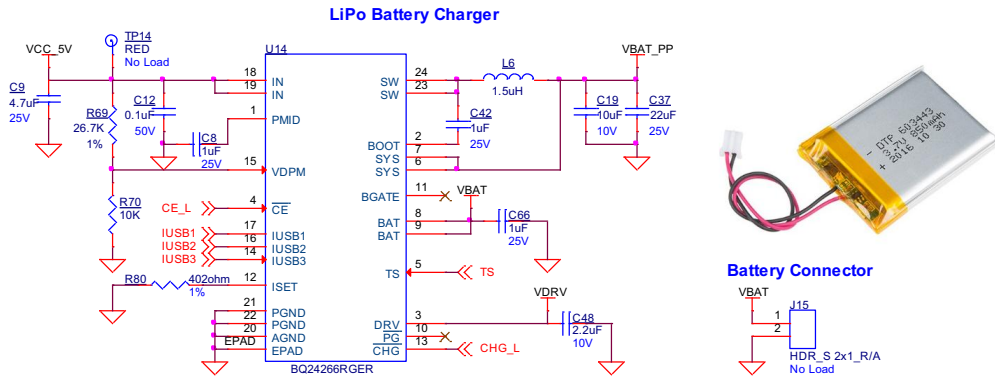 LiPo Battery Charger
VCC_5V
TP14
RED
No Load
U14
VBAT_PP
C9
4.7uF
25V
R69
26.7K
1%
C12
0.1uF
50V
C8
1uF
25V
18 IN
19 IN
1 PMID
15 VDPM
CE_L 4 CE
IUSB1 17 IUSB1
IUSB2 16 IUSB2
IUSB3 14 IUSB3
R70
10K
R80 402ohm 12 ISET
1%
21 PGND
22 PGND
20 AGND
EPAD EPAD
SW 24
SW 23
L6
1.5uH
C42
1uF
25V
C19
10uF
10V
C37
22uF
25V
BOOT 2
SYS 7
SYS 6
BGATE 11
VBAT
BAT 8
BAT 9
C66
1uF
25V
TS 5 TS
VDRV
DRV 3
PG 10
CHG 13 CHG_L
C48
2.2uF
10V
BQ24266RGER
- DTP 603443
3.7V 850mAh
+ 2016 10 30
Battery Connector
VBAT
J15
1
2
HDR_S 2x1_R/A
No Load